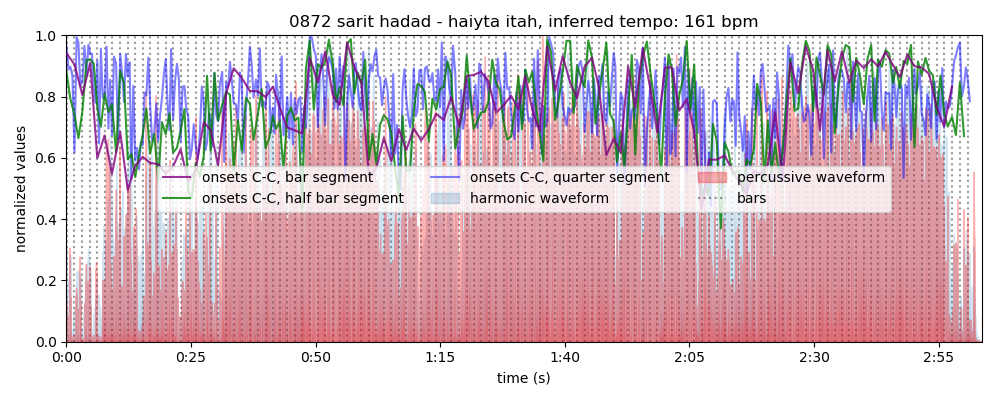 0872 sarit hadad - haiyta itah, inferred tempo: 161 bpm
normalized values
1.0
0.8
0.6
0.4
0.2
0.0
onsets C-C, bar segment
onsets C-C, half bar segment
onsets C-C, quarter segment
harmonic waveform
percussive waveform
bars
0:00 0:25 0:50 1:15 1:40 2:05 2:30 2:55
time (s)